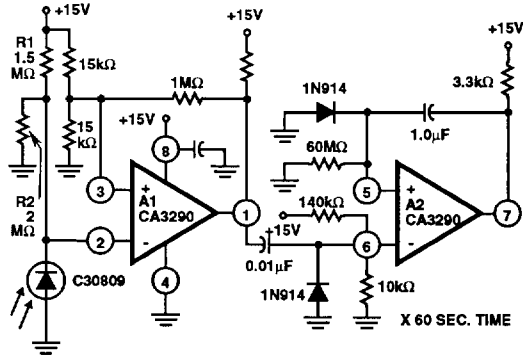 +15V
R1
1.5
MΩ
15kΩ
15
kΩ
R2
2
MΩ
C30809
1MΩ
+15V
+15V
8
3
+
A1
CA3290
2
-
4
1
0.01µF
+15V
1N914
60MΩ
140kΩ
1N914
10kΩ
1.0µF
+15V
3.3kΩ
5
+
A2
CA3290
6
-
7
X 60 SEC. TIME